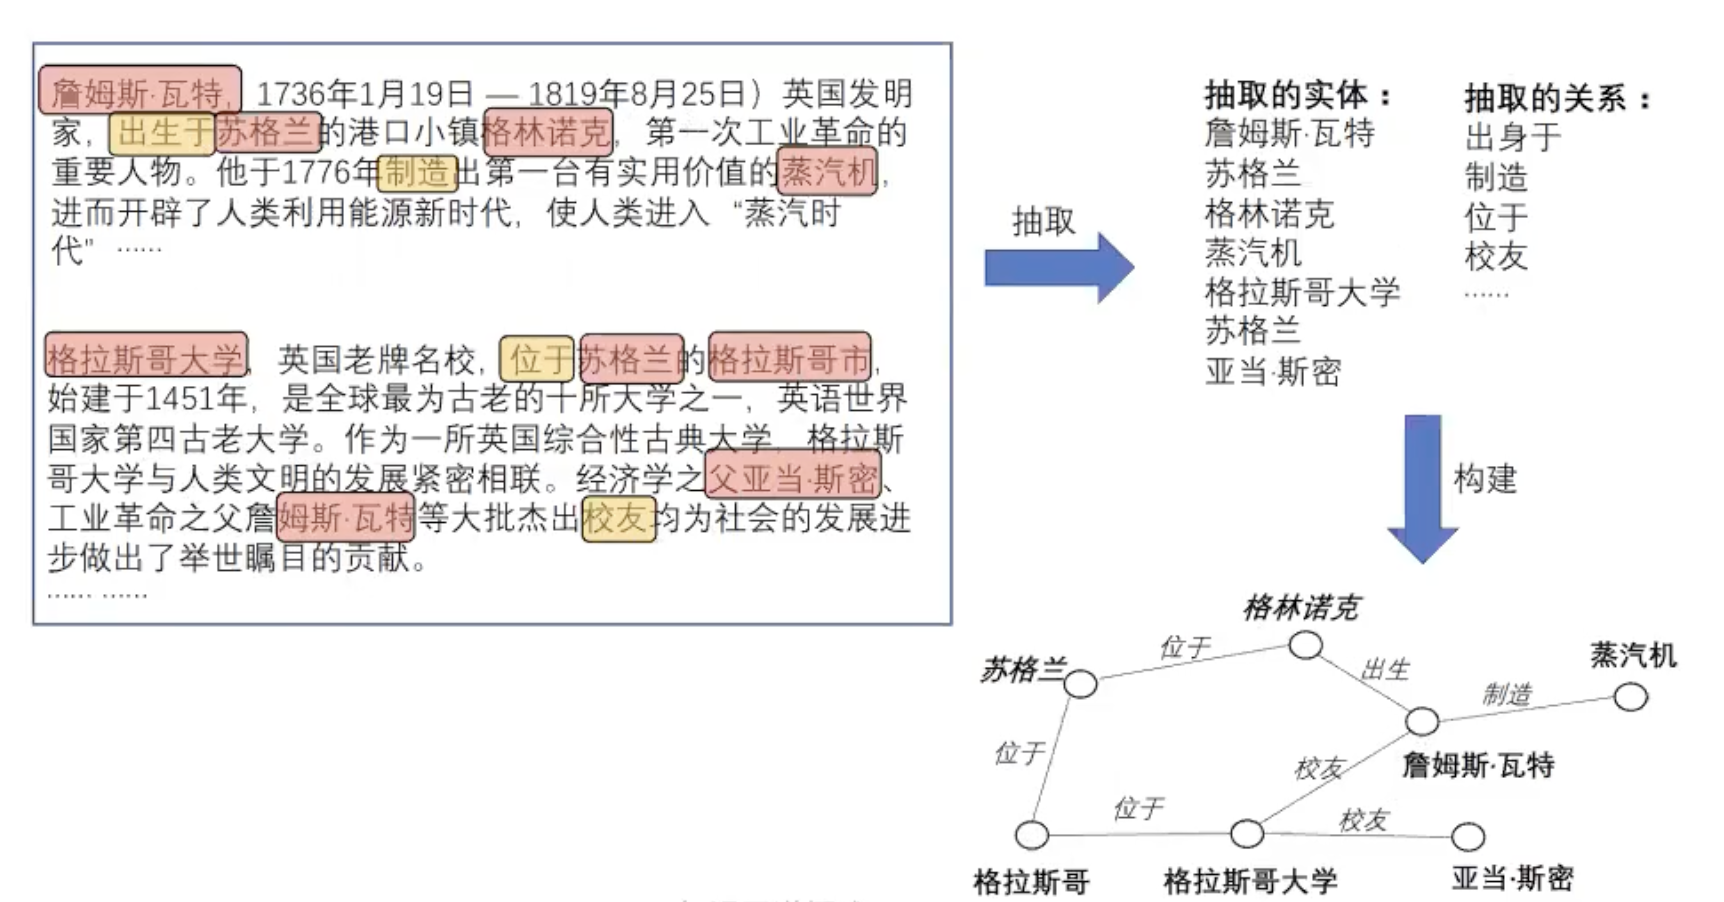 詹姆斯·瓦特, 1736年1月19日 — 1819年8月25日）英国发明
家，出生于苏格兰的港口小镇格林诺克，第一次工业革命的
重要人物。他于1776年制造出第一台有实用价值的蒸汽机，
进而开辟了人类利用能源新时代，使人类进入 “蒸汽时
代” ……
格拉斯哥大学，英国老牌名校，位于苏格兰的格拉斯哥市，
始建于1451年，是全球最为古老的十所大学之一，英语世界
国家第四古老大学。作为一所英国综合性古典大学，格拉斯
哥大学与人类文明的发展紧密相联。经济学之父亚当·斯密、
工业革命之父詹姆斯·瓦特等大批杰出校友均为社会的发展进
步做出了举世瞩目的贡献。
…… ……
抽取
抽取的实体：
詹姆斯·瓦特
苏格兰
格林诺克
蒸汽机
格拉斯哥大学
苏格兰
亚当·斯密
抽取的关系：
出身于
制造
位于
校友
……
构建
格林诺克
位于
苏格兰
出生
蒸汽机
制造
位于
校友
詹姆斯·瓦特
位于
校友
格拉斯哥
格拉斯哥大学
亚当·斯密